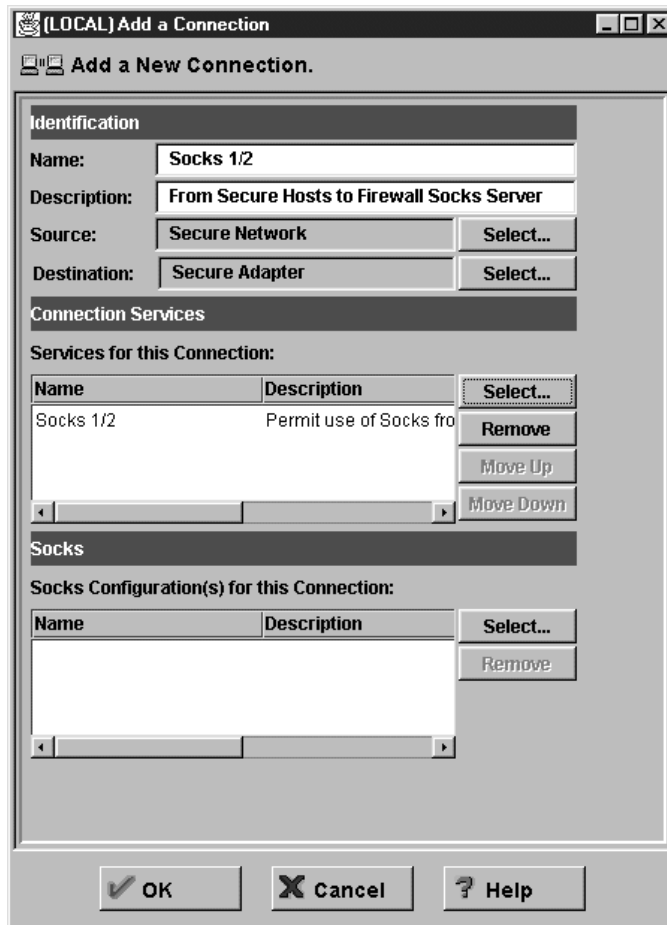 (LOCAL) Add a Connection
Add a New Connection.
Identification
Name: Socks 1/2
Description: From Secure Hosts to Firewall Socks Server
Source: Secure Network Select...
Destination: Secure Adapter Select...
Connection Services
Services for this Connection:
Name Description Select...
Socks 1/2 Permit use of Socks fro Remove
Move Up
Move Down
Socks
Socks Configuration(s) for this Connection:
Name Description Select...
Remove
OK Cancel Help